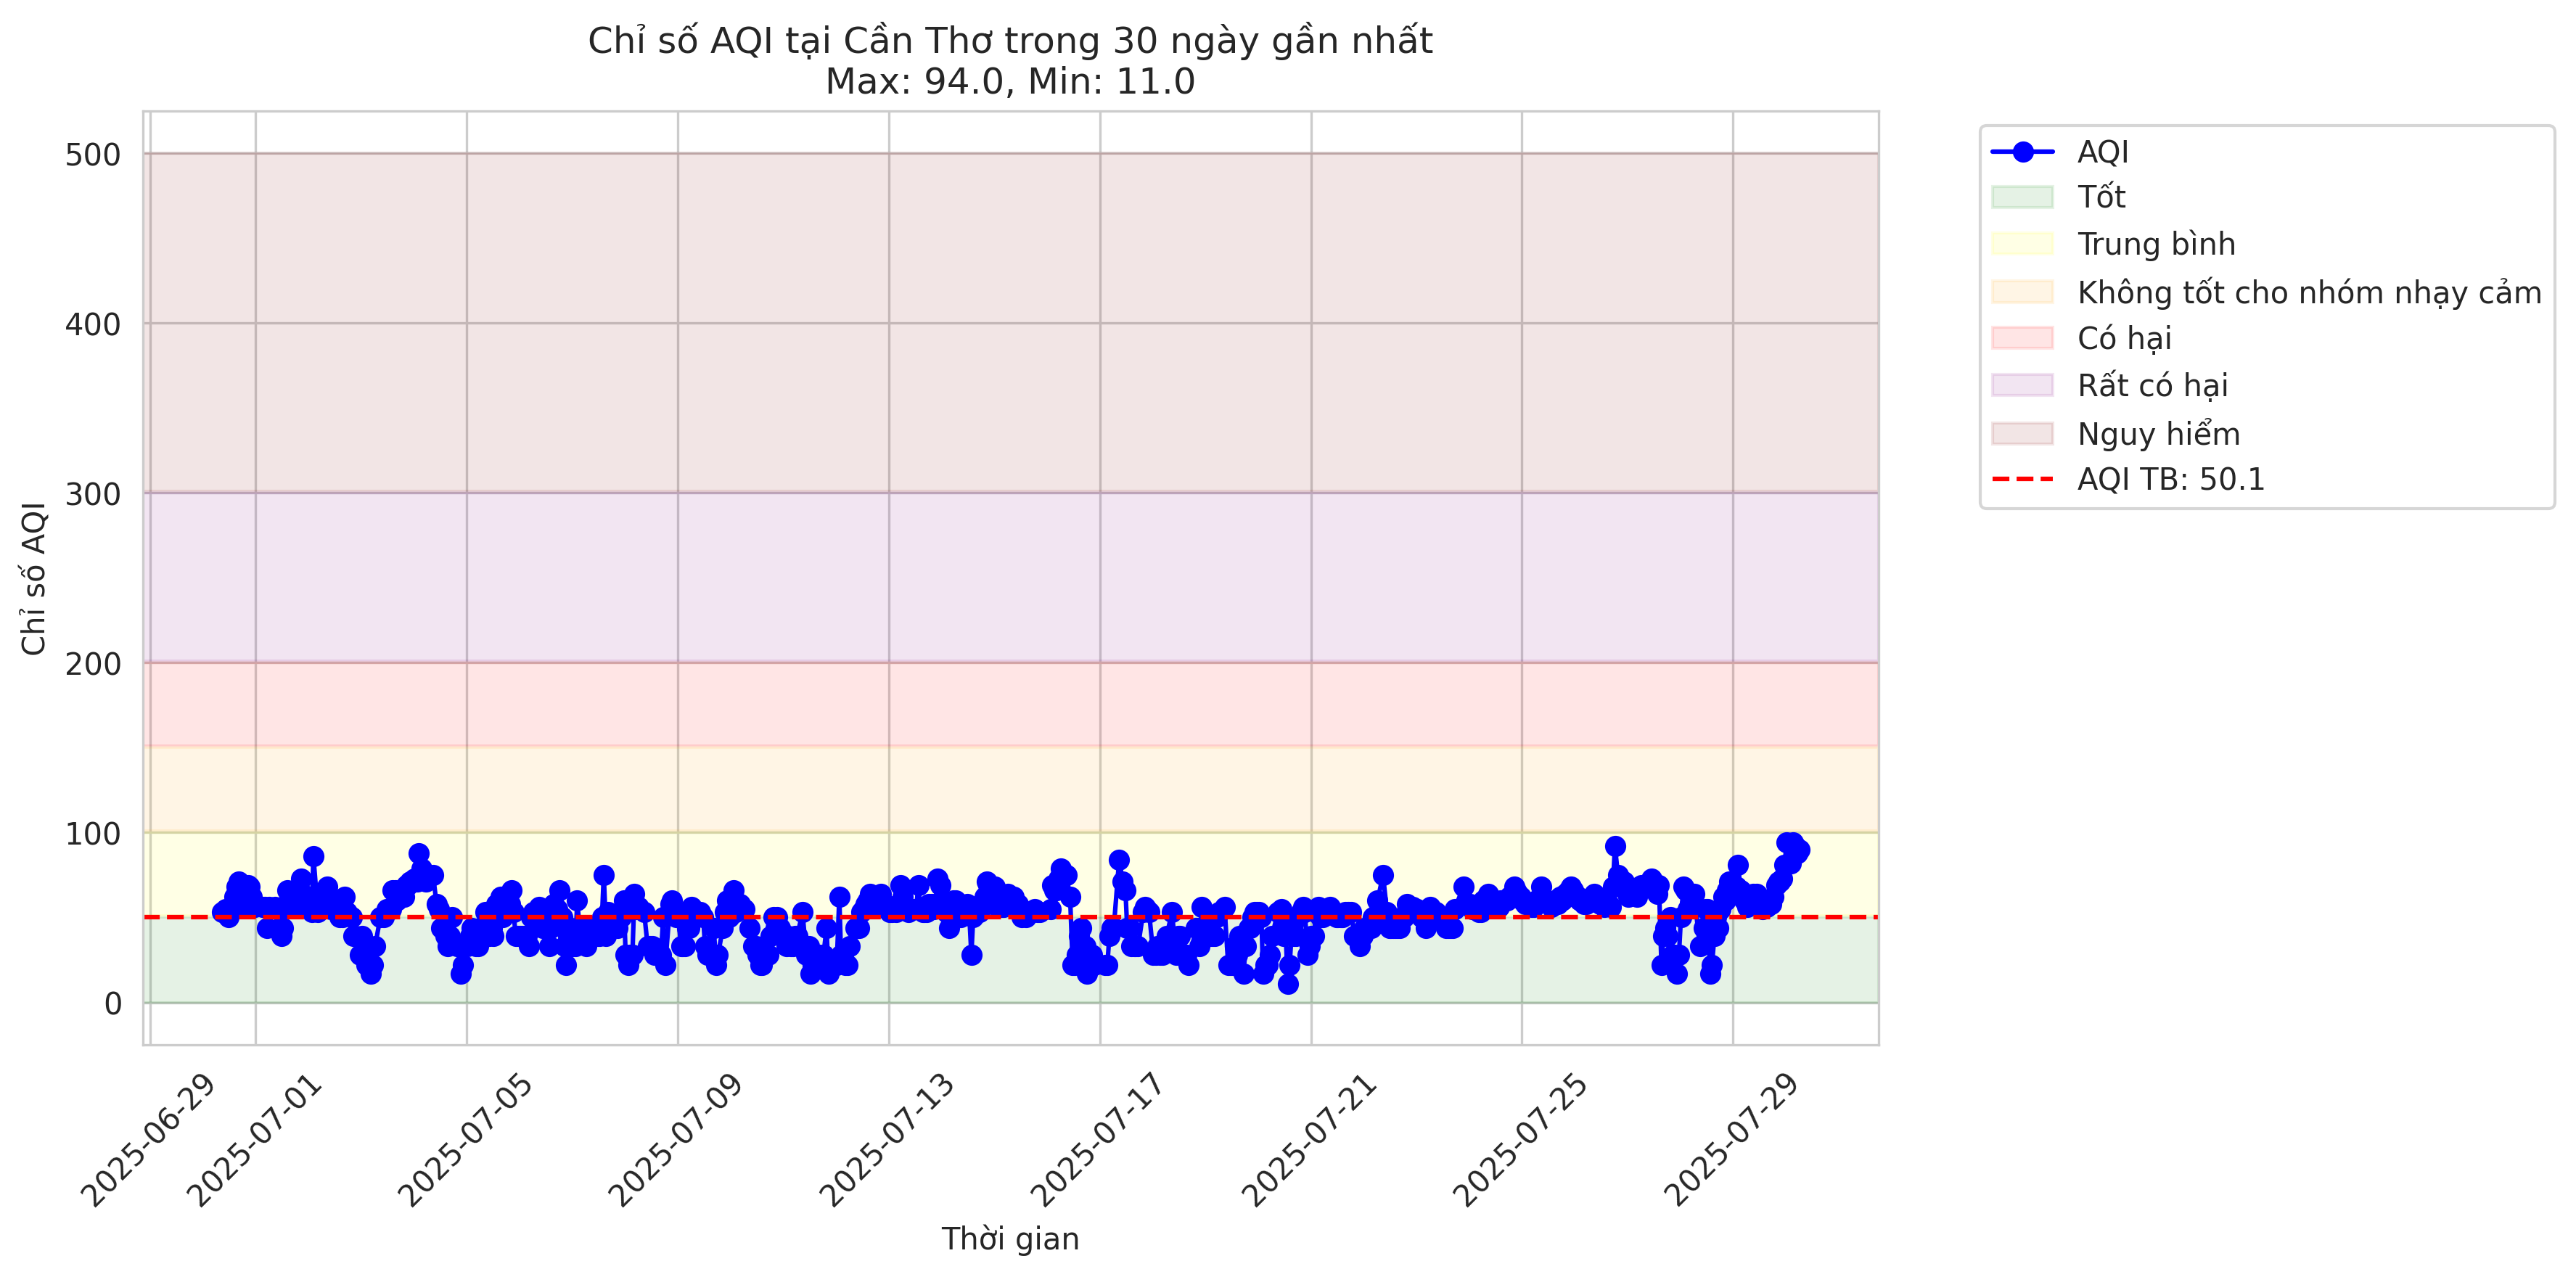 Chỉ số AQI tại Cần Thơ trong 30 ngày gần nhất
Max: 94.0, Min: 11.0
Chỉ số AQI
500
400
300
200
100
0
2025-06-29
2025-07-01
2025-07-05
2025-07-09
2025-07-13
2025-07-17
2025-07-21
2025-07-25
2025-07-29
Thời gian
AQI
Tốt
Trung bình
Không tốt cho nhóm nhạy cảm
Có hại
Rất có hại
Nguy hiểm
AQI TB: 50.1